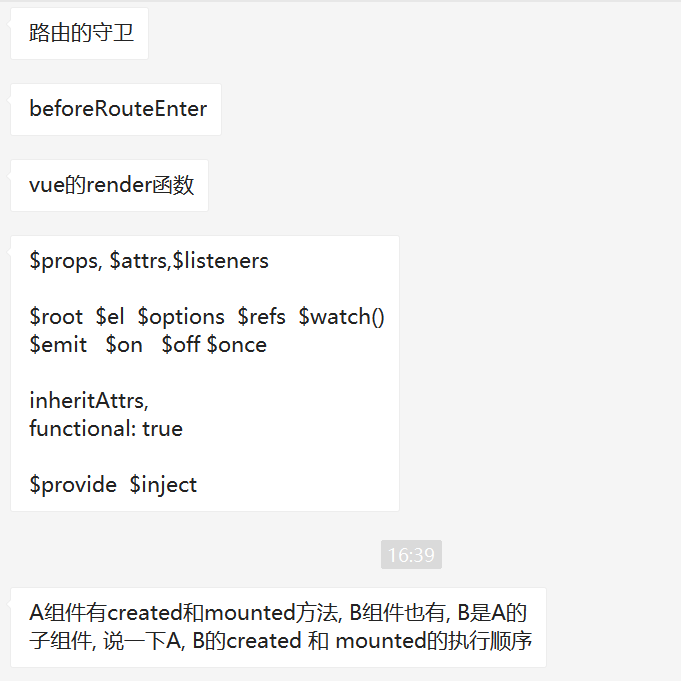 路由的守卫
beforeRouteEnter
vue的render函数
$props, $attrs,$listeners
$root $el $options $refs $watch()
$emit $on $off $once
inheritAttrs,
functional: true
$provide $inject
16:39
A组件有created和mounted方法, B组件也有, B是A的
子组件, 说一下A, B的created 和 mounted的执行顺序